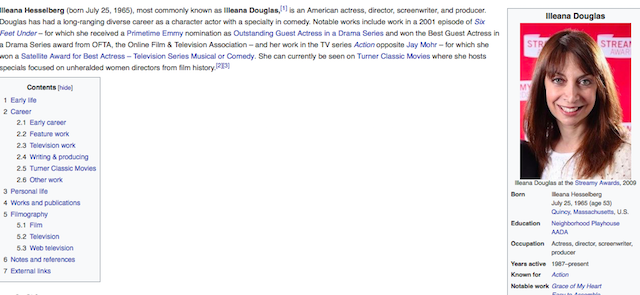 Illeana Hesselberg (born July 25, 1965), most commonly known as Illeana Douglas,[1] is an American actress, director, screenwriter, and producer.
Douglas has had a long-ranging diverse career as a character actor with a specialty in comedy. Notable works include work in a 2001 episode of Six
Feet Under – for which she received a Primetime Emmy nomination as Outstanding Guest Actress in a Drama Series and won the Best Guest Actress in
a Drama Series award from OFTA, the Online Film & Television Association – and her work in the TV series Action opposite Jay Mohr – for which she
won a Satellite Award for Best Actress – Television Series Musical or Comedy. She can currently be seen on Turner Classic Movies where she hosts
specials focused on unheralded women directors from film history.[2][3]
Contents [hide]
1 Early life
2 Career
2.1 Early career
2.2 Feature work
2.3 Television work
2.4 Writing & producing
2.5 Turner Classic Movies
2.6 Other work
3 Personal life
4 Works and publications
5 Filmography
5.1 Film
5.2 Television
5.3 Web television
6 Notes and references
7 External links
Illeana Douglas
STREA
STREAM
AWAR
MY
Illeana Douglas at the Streamy Awards, 2009
Born Illeana Hesselberg
July 25, 1965 (age 53)
Quincy, Massachusetts, U.S.
Education Neighborhood Playhouse
AADA
Occupation Actress, director, screenwriter,
producer
Years active 1987–present
Known for Action
Notable work Grace of My Heart
Easy to Assemble